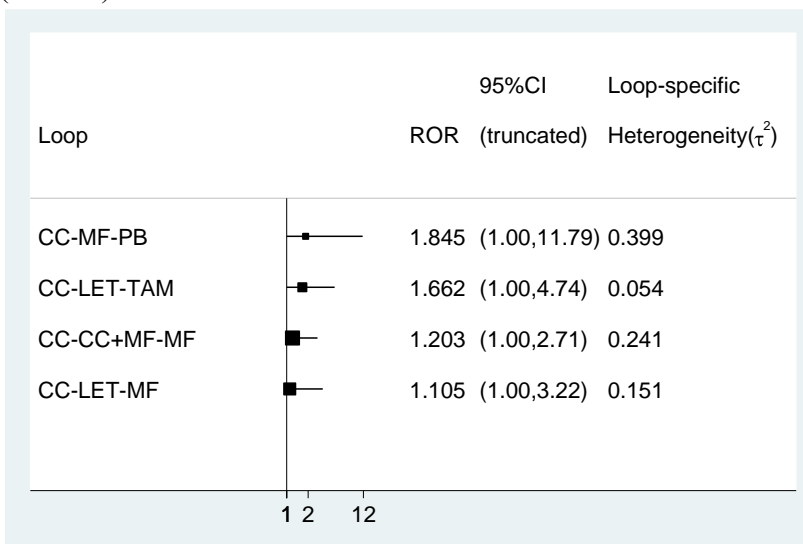 95%CI Loop-specific
Loop ROR (truncated) Heterogeneity(τ²)
CC-MF-PB 1.845 (1.00,11.79) 0.399
CC-LET-TAM 1.662 (1.00,4.74) 0.054
CC-CC+MF-MF 1.203 (1.00,2.71) 0.241
CC-LET-MF 1.105 (1.00,3.22) 0.151
1 2 12